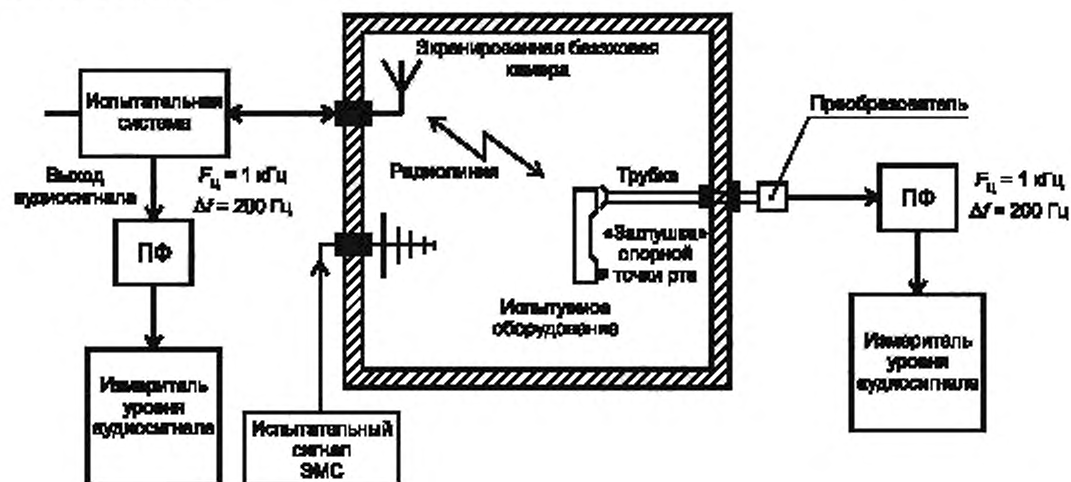 Экранированная безэховая
камера
Испытательная
система
Преобразователь
Выход
аудиосигнала
Fц = 1 кГц
Δf = 200 Гц
Радиолиния
Трубка
ПФ
Fц = 1 кГц
Δf = 200 Гц
ПФ
«Заглушка»
опорной
точки рта
Испытуемое
оборудование
Измеритель
уровня
аудиосигнала
Измеритель
уровня
аудиосигнала
Испытательный
сигнал
ЭМС